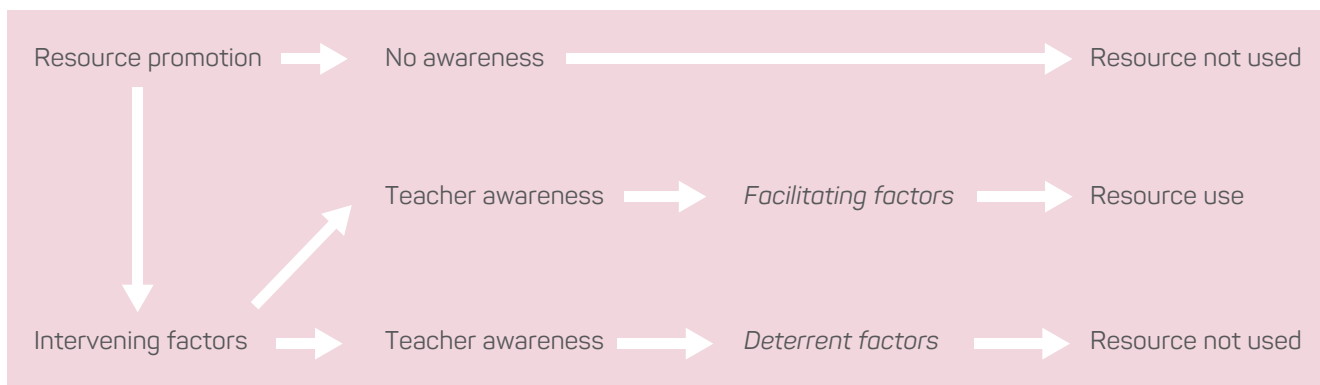 Resource promotion
No awareness
Resource not used
Teacher awareness
Facilitating factors
Resource use
Intervening factors
Teacher awareness
Deterrent factors
Resource not used